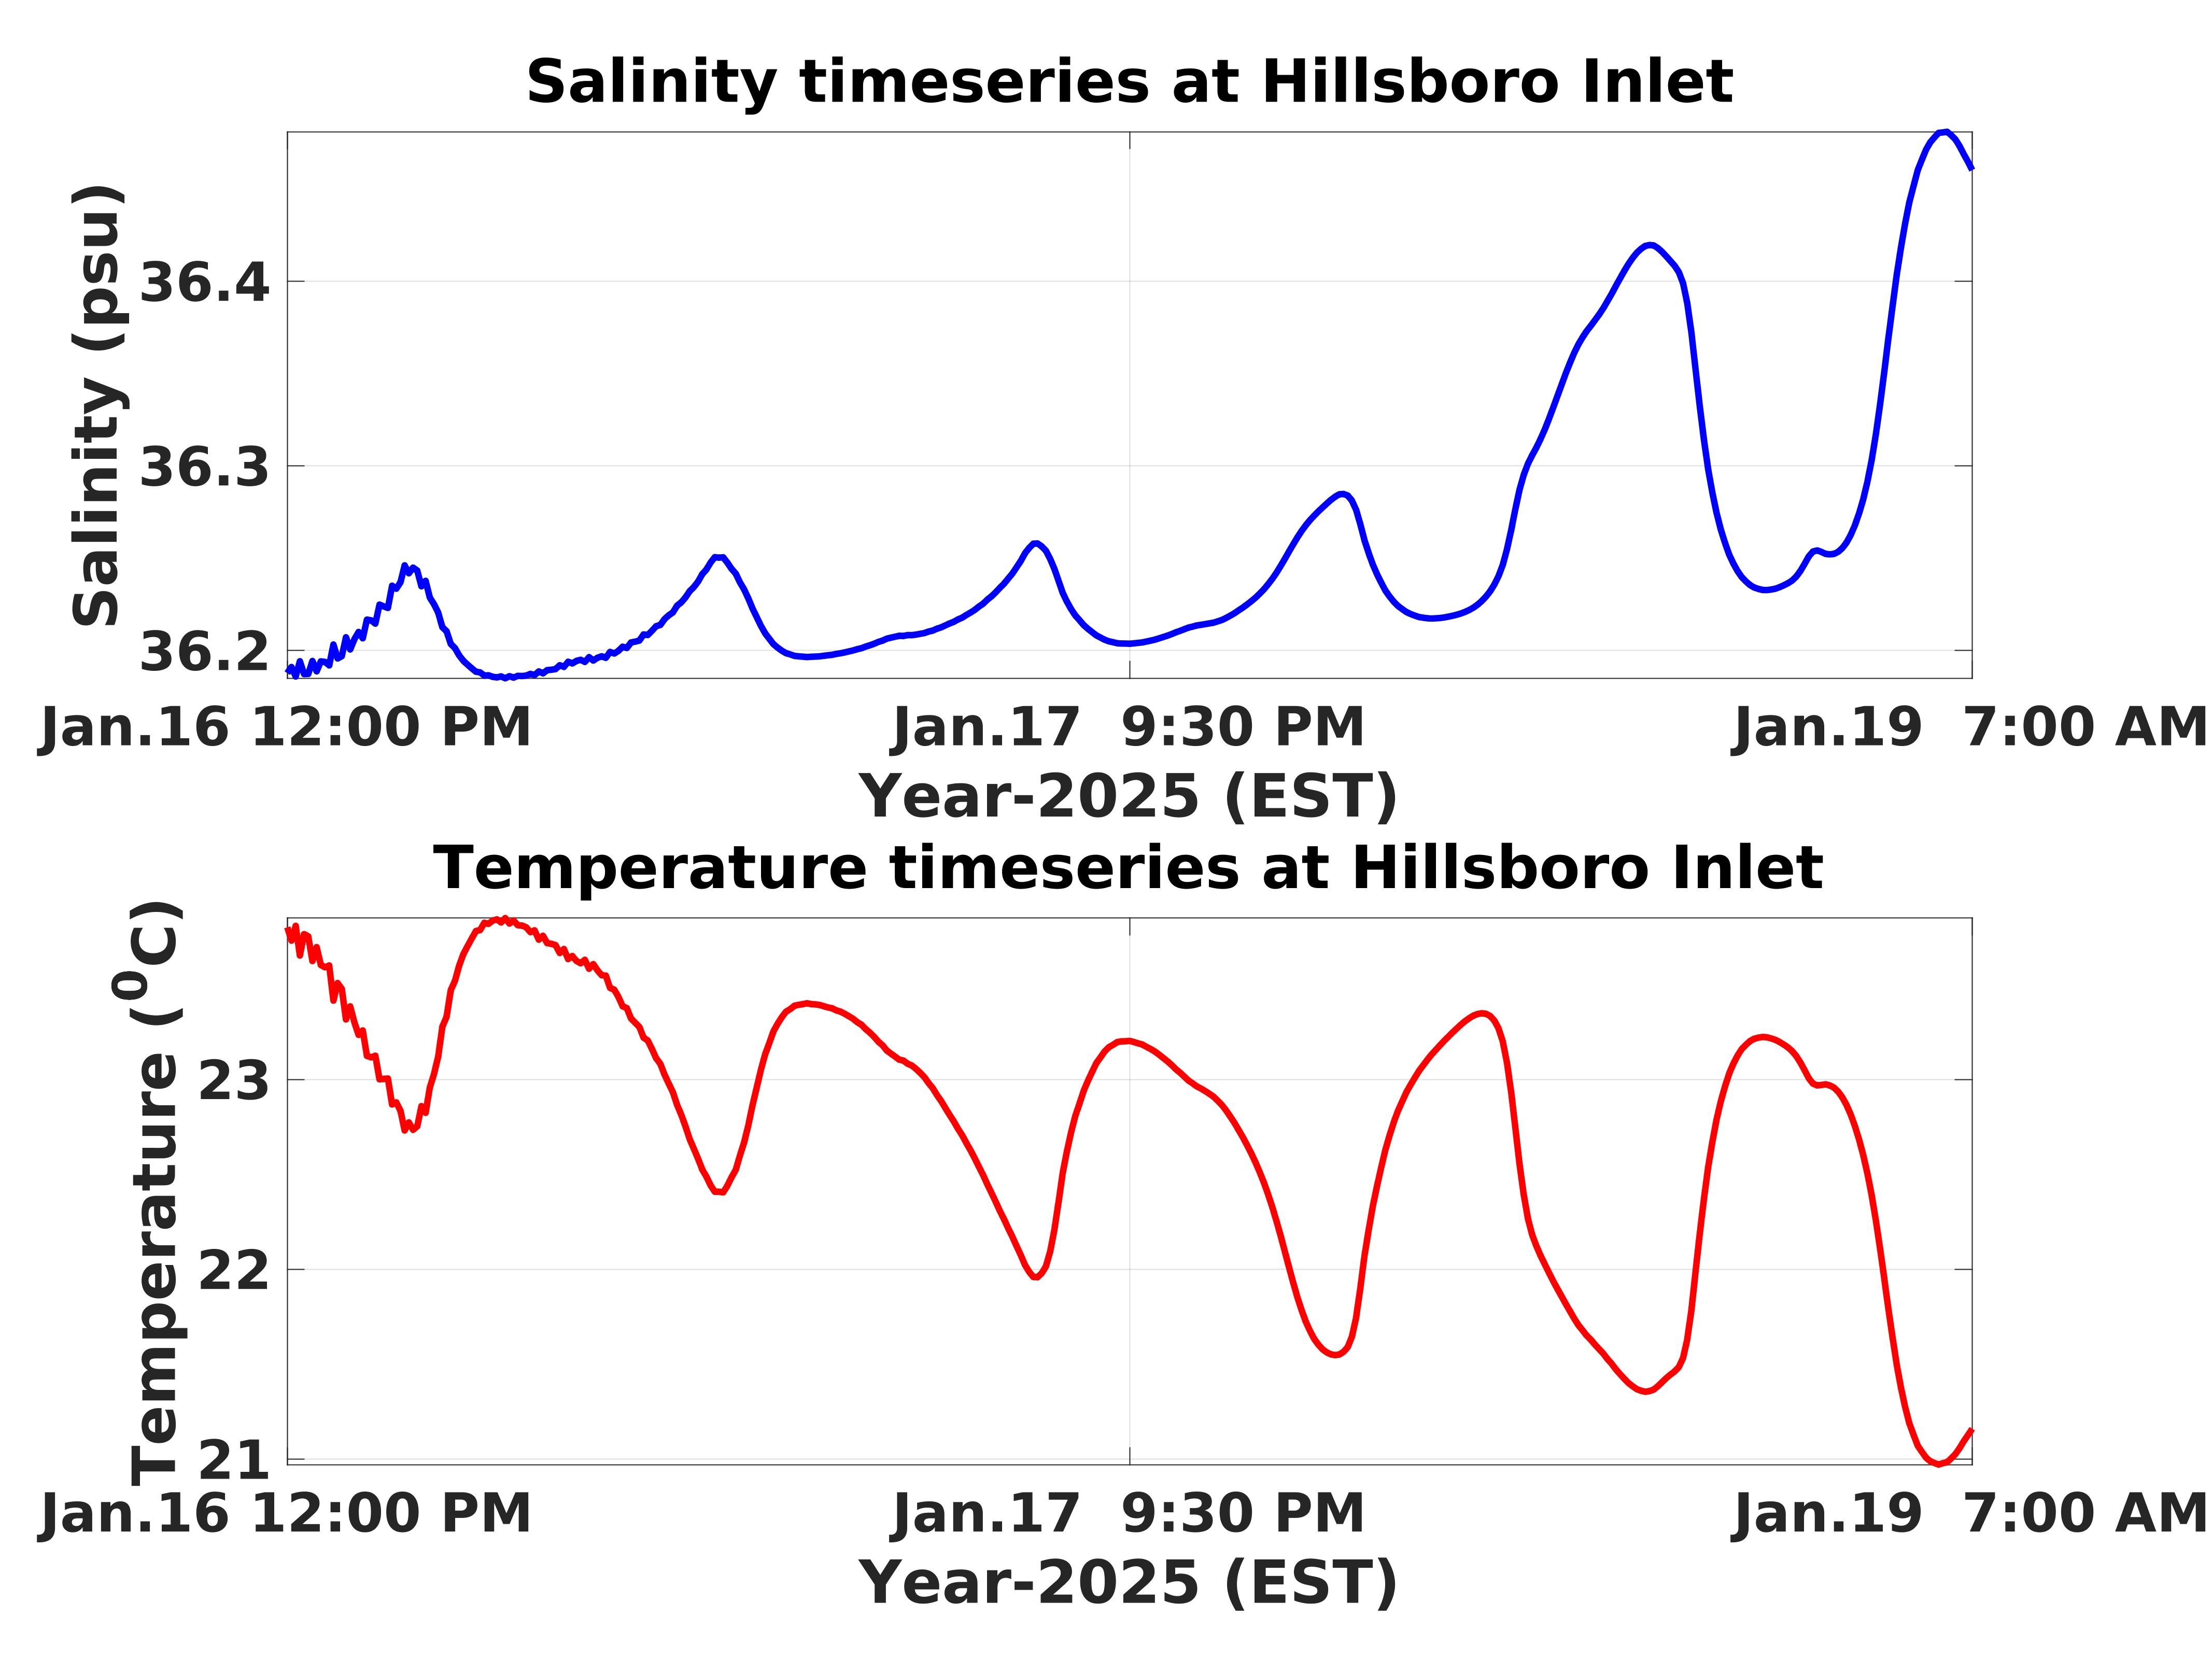 Salinity timeseries at Hillsboro Inlet
Salinity (psu)
36.4
36.3
36.2
Jan.16 12:00 PM Jan.17  9:30 PM Jan.19  7:00 AM
Year-2025 (EST)
Temperature timeseries at Hillsboro Inlet
Temperature (⁰C)
23
22
21
Jan.16 12:00 PM Jan.17  9:30 PM Jan.19  7:00 AM
Year-2025 (EST)